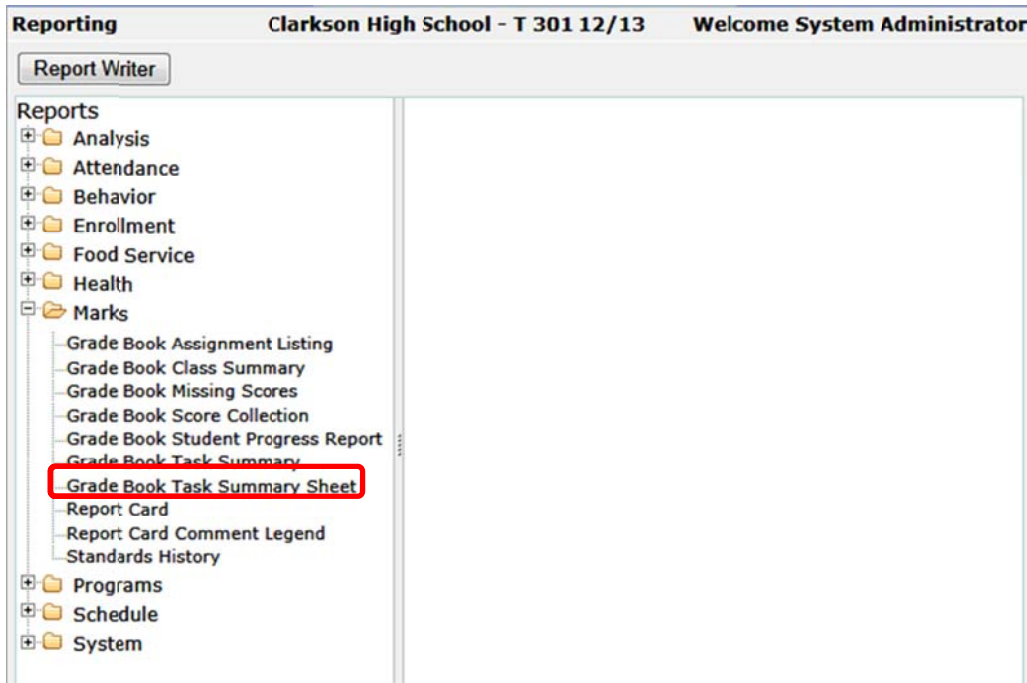 Reporting Clarkson High School - T 301 12/13 Welcome System Administrator
Report Writer
Reports
Analysis
Attendance
Behavior
Enrollment
Food Service
Health
Marks
Grade Book Assignment Listing
Grade Book Class Summary
Grade Book Missing Scores
Grade Book Score Collection
Grade Book Student Progress Report
Grade Book Task Summary
Grade Book Task Summary Sheet
Report Card
Report Card Comment Legend
Standards History
Programs
Schedule
System